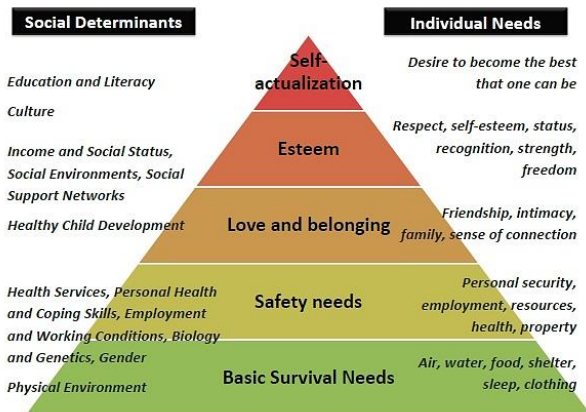 Social Determinants
Individual Needs
Self-
actualization
Education and Literacy
Culture
Desire to become the best
that one can be
Esteem
Income and Social Status,
Social Environments, Social
Support Networks
Respect, self-esteem, status,
recognition, strength,
freedom
Love and belonging
Healthy Child Development
Friendship, intimacy,
family, sense of connection
Safety needs
Health Services, Personal Health
and Coping Skills, Employment
and Working Conditions, Biology
and Genetics, Gender
Personal security,
employment, resources,
health, property
Basic Survival Needs
Physical Environment
Air, water, food, shelter,
sleep, clothing